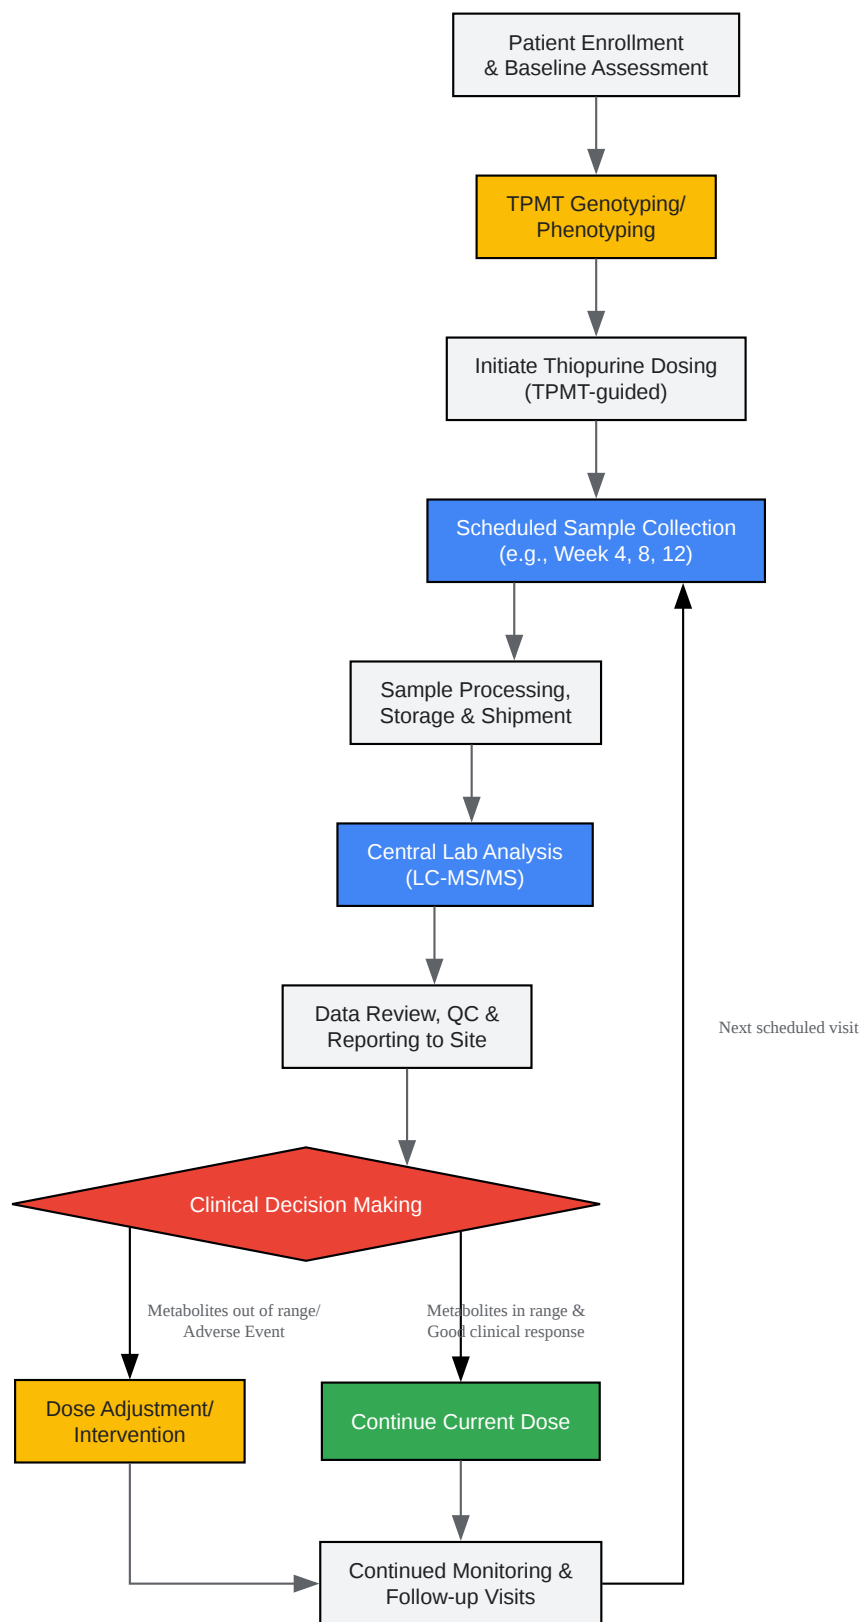 Patient Enrollment
& Baseline Assessment
TPMT Genotyping/
Phenotyping
Initiate Thiopurine Dosing
(TPMT-guided)
Scheduled Sample Collection
(e.g., Week 4, 8, 12)
Sample Processing,
Storage & Shipment
Central Lab Analysis
(LC-MS/MS)
Data Review, QC &
Reporting to Site
Next scheduled visit
Clinical Decision Making
Metabolites out of range/
Adverse Event
Metabolites in range &
Good clinical response
Dose Adjustment/
Intervention
Continue Current Dose
Continued Monitoring &
Follow-up Visits